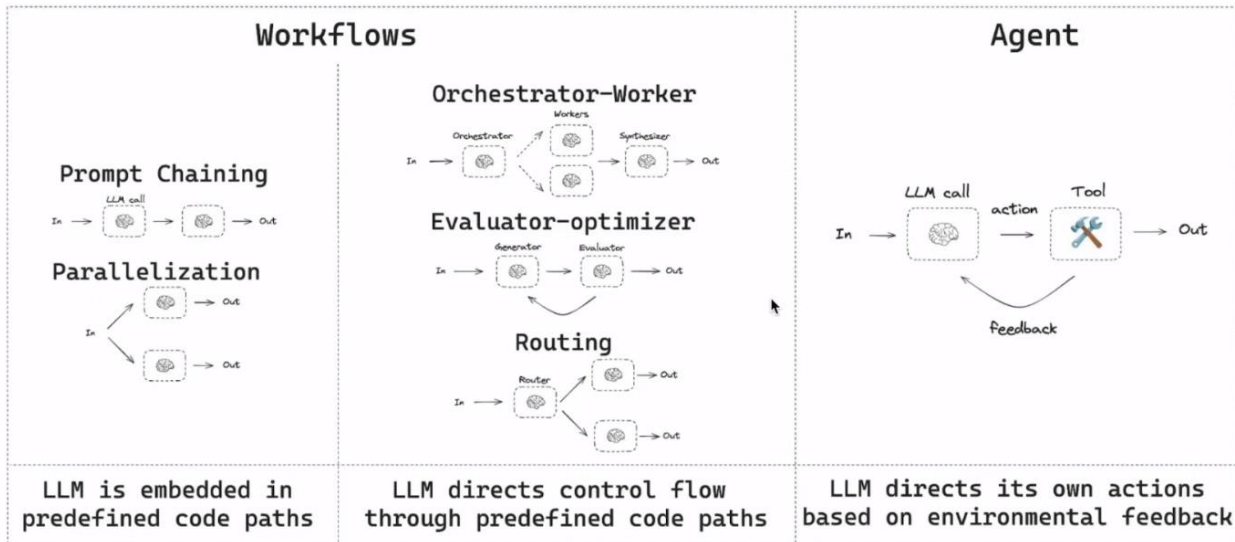 Workflows
Agent
Prompt Chaining
LLM call
In
Out
Parallelization
In
Out
Out
Orchestrator-Worker
Workers
Orchestrator
Synthesizer
In
Out
Evaluator-optimizer
Generator
Evaluator
In
Out
Routing
Router
In
Out
Out
LLM call
Tool
action
In
Out
feedback
LLM is embedded in
predefined code paths
LLM directs control flow
through predefined code paths
LLM directs its own actions
based on environmental feedback